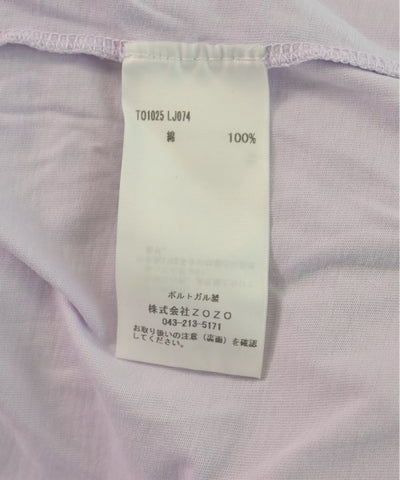 TO1025 LJ074
綿 100%
ポルトガル製
株式会社ZOZO
043-213-5171
お取り扱いの注意(裏面)を確認
してください。